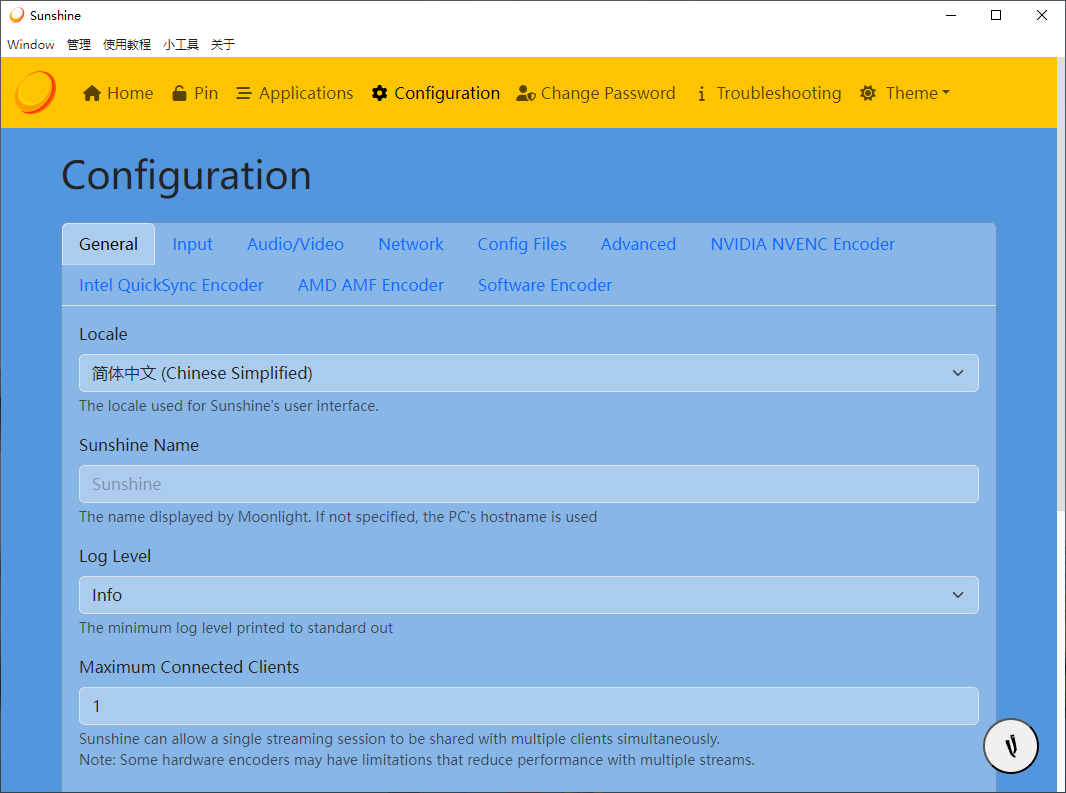 Sunshine
Window 管理 使用教程 小工具 关于
Home Pin Applications Configuration Change Password Troubleshooting Theme
Configuration
General Input Audio/Video Network Config Files Advanced NVIDIA NVENC Encoder
Intel QuickSync Encoder AMD AMF Encoder Software Encoder
Locale
简体中文 (Chinese Simplified)
The locale used for Sunshine's user interface.
Sunshine Name
Sunshine
The name displayed by Moonlight. If not specified, the PC's hostname is used
Log Level
Info
The minimum log level printed to standard out
Maximum Connected Clients
1
Sunshine can allow a single streaming session to be shared with multiple clients simultaneously.
Note: Some hardware encoders may have limitations that reduce performance with multiple streams.